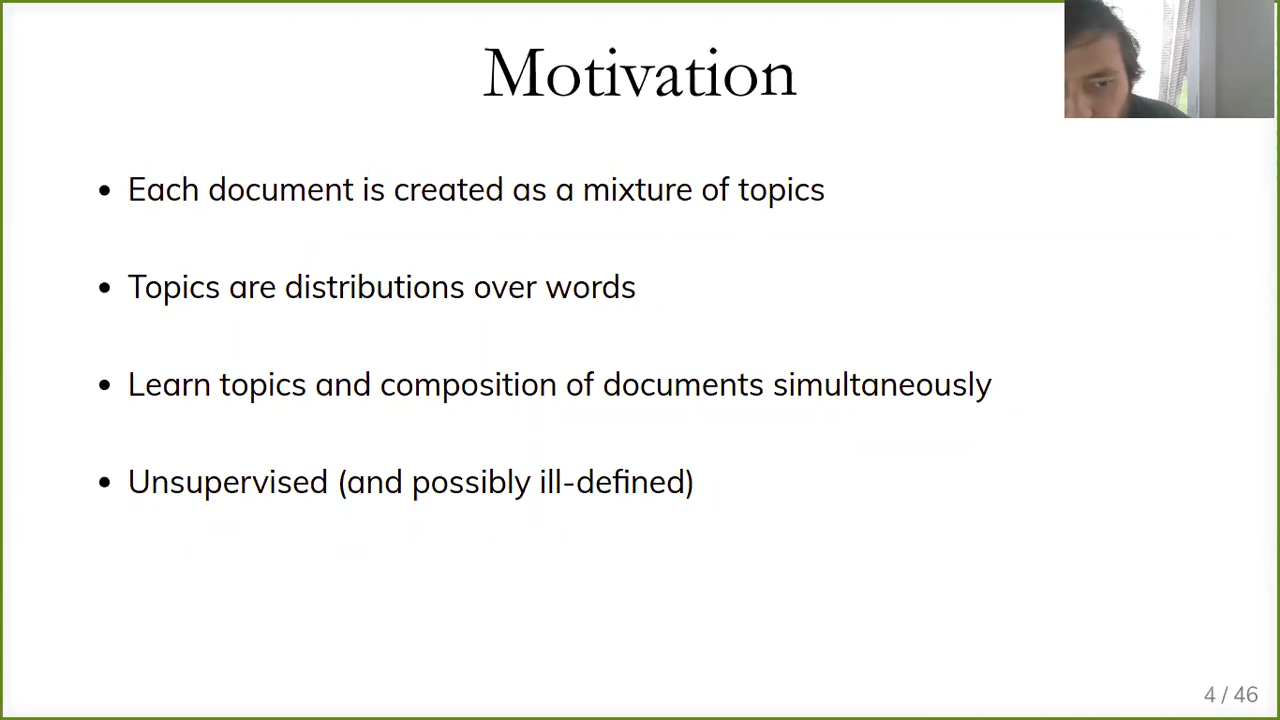 Motivation
• Each document is created as a mixture of topics
• Topics are distributions over words
• Learn topics and composition of documents simultaneously
• Unsupervised (and possibly ill-defined)
4 / 46